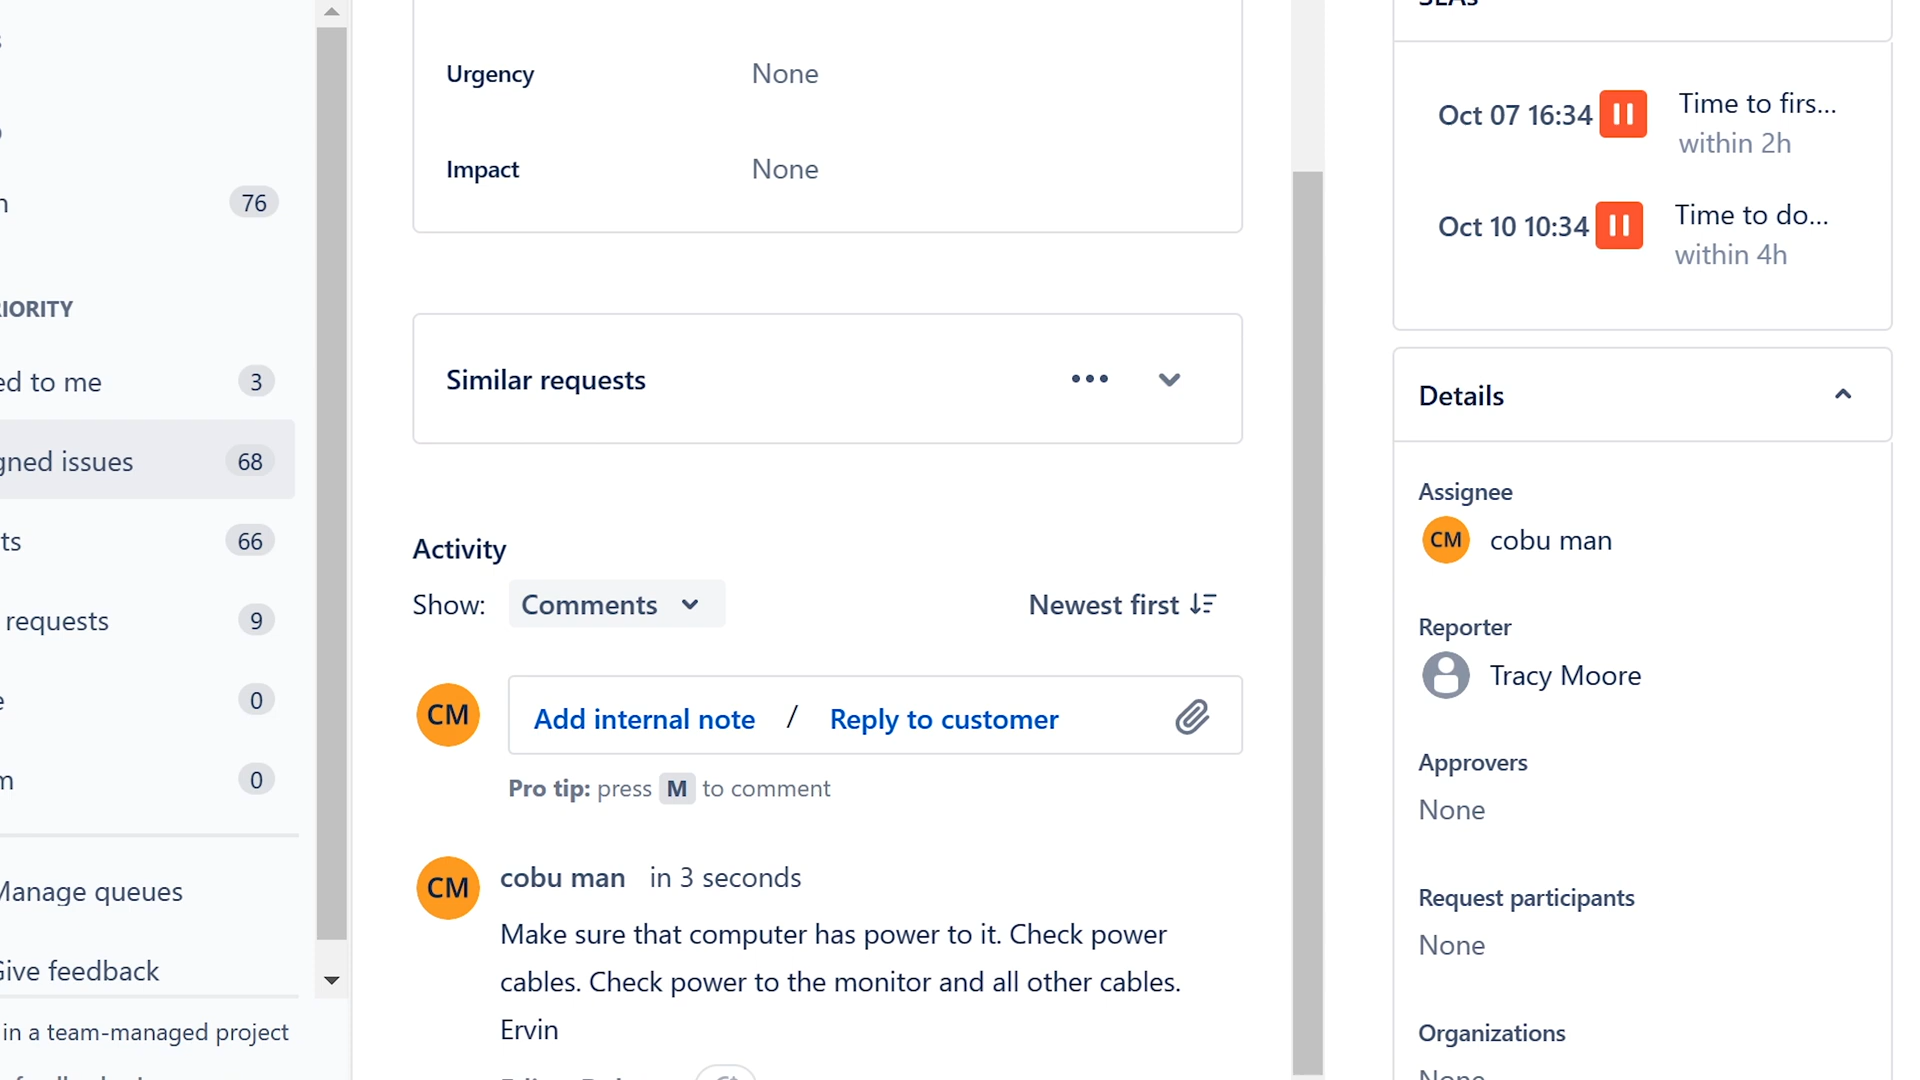 76
IORITY
ed to me
3
gned issues
68
ts
66
requests
9
e
0
m
0
Manage queues
Give feedback
in a team-managed project
Urgency
None
Impact
None
Similar requests
Activity
Show: Comments
Newest first
CM
Add internal note / Reply to customer
Pro tip: press M to comment
CM
cobu man in 3 seconds
Make sure that computer has power to it. Check power
cables. Check power to the monitor and all other cables.
Ervin
SLAs
Oct 07 16:34
Time to firs...
within 2h
Oct 10 10:34
Time to do...
within 4h
Details
Assignee
CM
cobu man
Reporter
Tracy Moore
Approvers
None
Request participants
None
Organizations
None